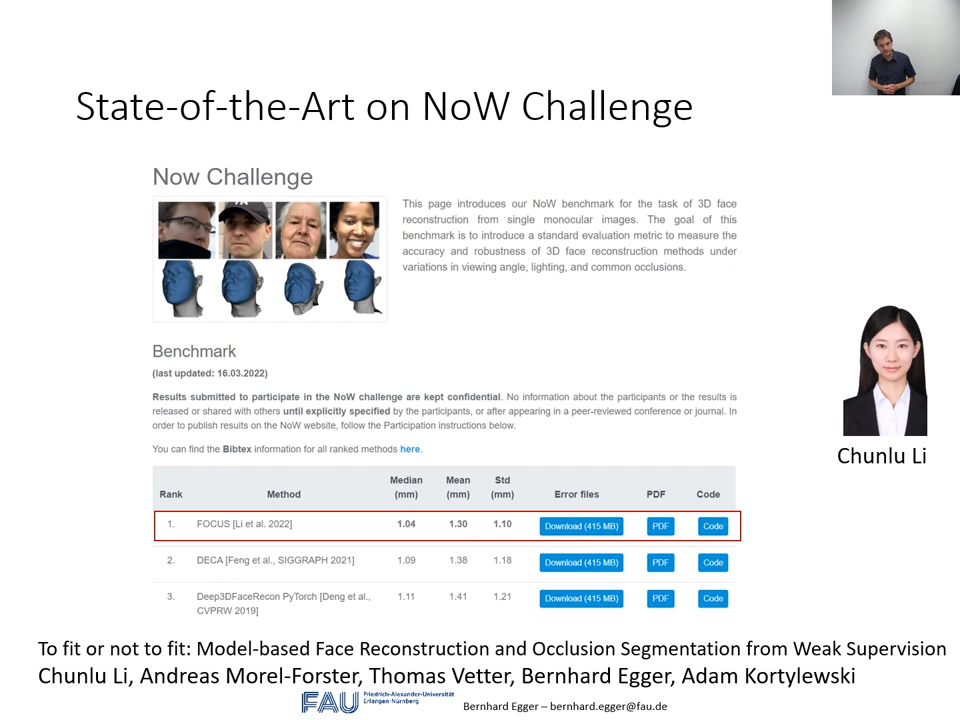 State-of-the-Art on NoW Challenge
Now Challenge
This page introduces our NoW benchmark for the task of 3D face
reconstruction from single monocular images. The goal of this
benchmark is to introduce a standard evaluation metric to measure the
accuracy and robustness of 3D face reconstruction methods under
variations in viewing angle, lighting, and common occlusions.
Benchmark
(last updated: 16.03.2022)
Results submitted to participate in the NoW challenge are kept confidential. No information about the participants or the results is
released or shared with others until explicitly specified by the participants, or after appearing in a peer-reviewed conference or journal. In
order to publish results on the NoW website, follow the Participation instructions below.
You can find the Bibtex information for all ranked methods here.
Chunlu Li
Rank Method Median (mm) Mean (mm) Std (mm) Error files PDF Code
1. FOCUS [Li et al. 2022] 1.04 1.30 1.10 Download (415 MB) PDF Code
2. DECA [Feng et al., SIGGRAPH 2021] 1.09 1.38 1.18 Download (415 MB) PDF Code
3. Deep3DFaceRecon PyTorch [Deng et al., 1.11 1.41 1.21 Download (415 MB) PDF Code
CVPRW 2019]
To fit or not to fit: Model-based Face Reconstruction and Occlusion Segmentation from Weak Supervision
Chunlu Li, Andreas Morel-Forster, Thomas Vetter, Bernhard Egger, Adam Kortylewski
FAU Friedrich-Alexander-Universität
Erlangen-Nürnberg
Bernhard Egger – bernhard.egger@fau.de